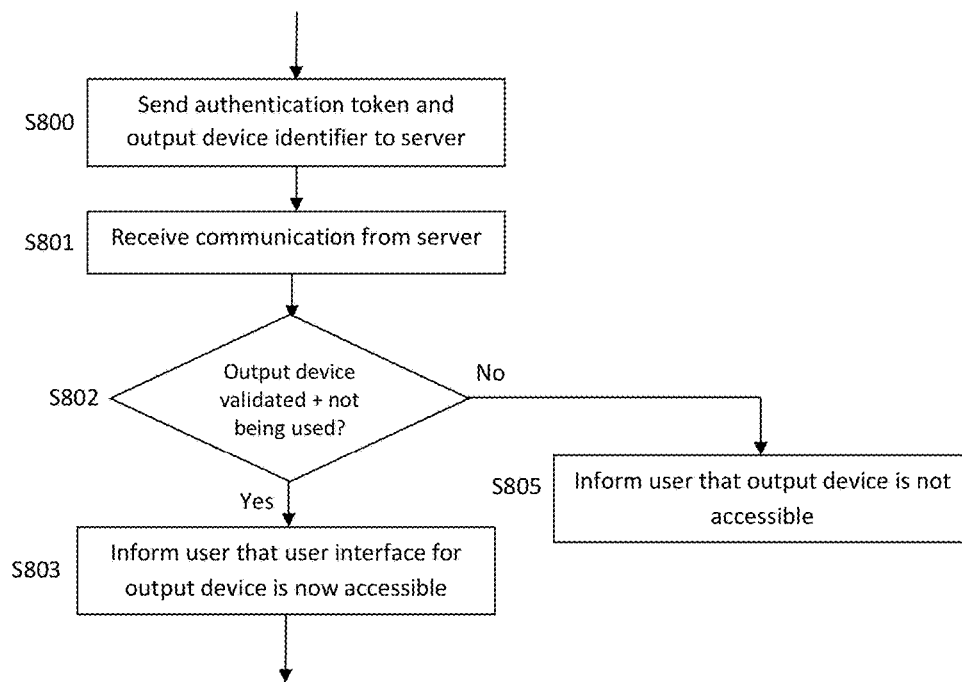 S800
Send authentication token and
output device identifier to server
S801
Receive communication from server
S802
Output device
validated + not
being used?
No
Yes
S805
Inform user that output device is not
accessible
S803
Inform user that user interface for
output device is now accessible